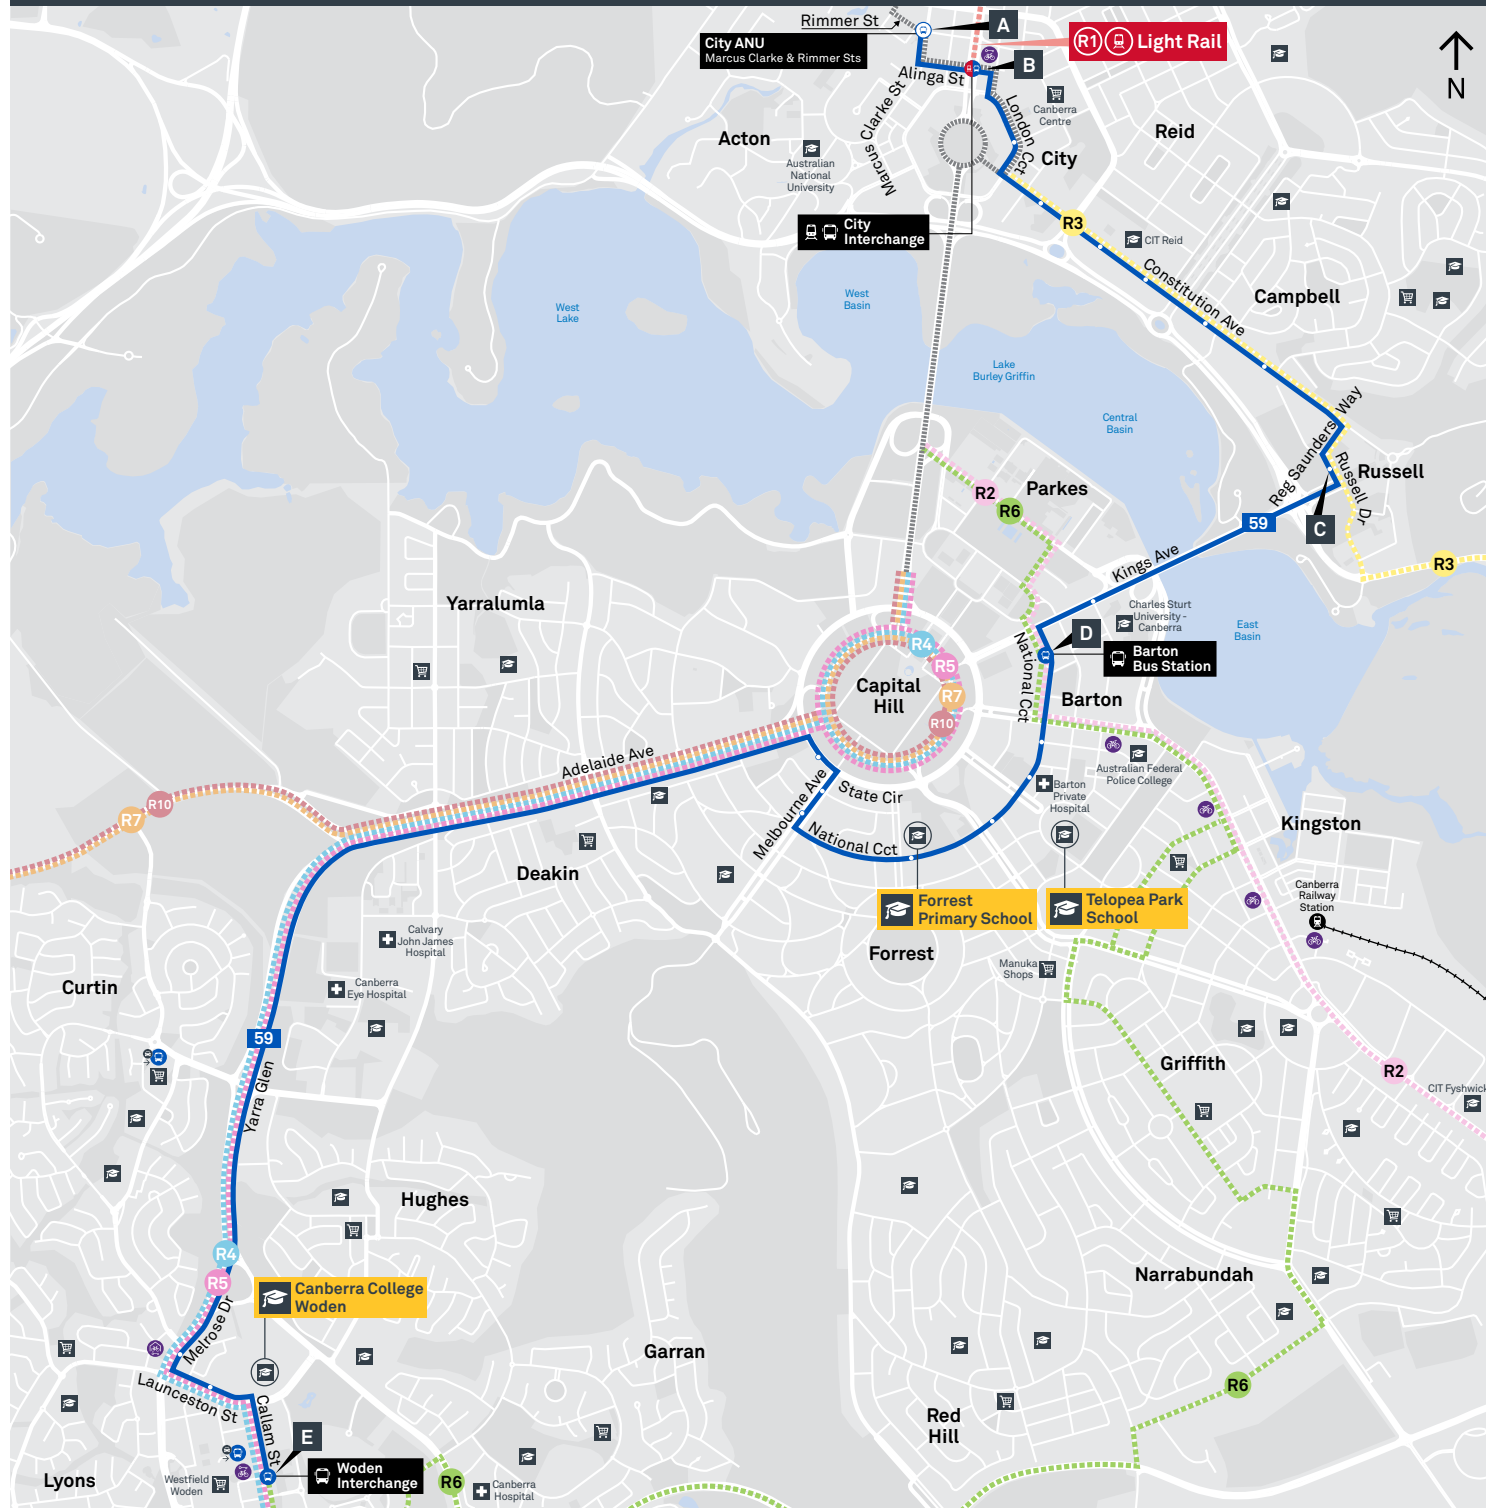 Rimmer St
A
City ANU
Marcus Clarke & Rimmer Sts
R1
Light Rail
N
B
Alinga St
Canberra
Centre
London Cct
Marcus Clarke St
Acton
Reid
City
Australian
National
University
R3
City
Interchange
CIT Reid
Constitution Ave
Campbell
West
Lake
West
Basin
Lake
Burley Griffin
Central
Basin
Reg Saunders Way
Russell
Russell Dr
R2
Parkes
R6
59
C
Kings Ave
R3
Yarralumla
Charles Sturt
University -
Canberra
East
Basin
D
National Cct
Barton
Bus Station
R4
R5
R7
R10
Capital
Hill
Barton
Adelaide Ave
Australian Federal
Police College
Barton
Private
Hospital
State Cir
Melbourne Ave
National Cct
R10
R7
Kingston
Deakin
Canberra
Railway
Station
Forrest
Primary School
Telopea Park
School
Calvary
John James
Hospital
Forrest
Manuka
Shops
Curtin
Canberra
Eye Hospital
59
Yarra Glen
Griffith
R2
CIT Fyshwick
Hughes
R4
R5
Canberra College
Woden
Melrose Dr
Narrabundah
Garran
Launceston St
Callam St
R6
Red
Hill
E
Lyons
Westfield
Woden
Woden
Interchange
R6
Canberra
Hospital